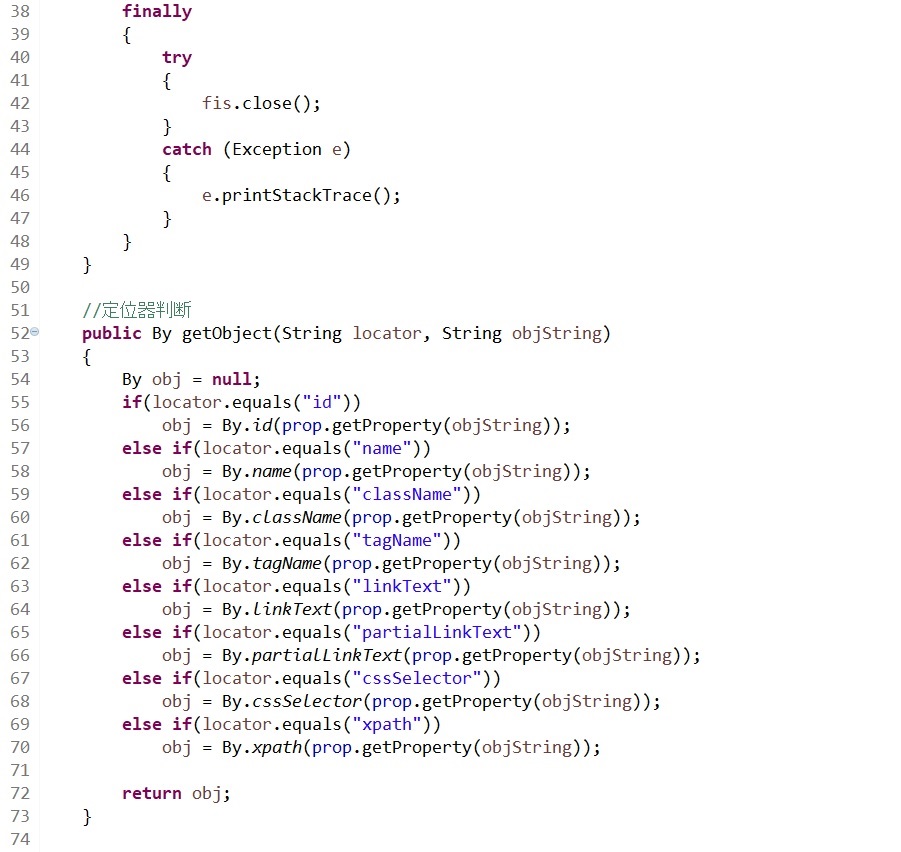 38 finally
39 {
40 try
41 {
42 fis.close();
43 }
44 catch (Exception e)
45 {
46 e.printStackTrace();
47 }
48 }
49 }
50
51 //定位器判断
52 public By getObject(String locator, String objString)
53 {
54 By obj = null;
55 if(locator.equals("id"))
56 obj = By.id(prop.getProperty(objString));
57 else if(locator.equals("name"))
58 obj = By.name(prop.getProperty(objString));
59 else if(locator.equals("className"))
60 obj = By.className(prop.getProperty(objString));
61 else if(locator.equals("tagName"))
62 obj = By.tagName(prop.getProperty(objString));
63 else if(locator.equals("linkText"))
64 obj = By.linkText(prop.getProperty(objString));
65 else if(locator.equals("partialLinkText"))
66 obj = By.partialLinkText(prop.getProperty(objString));
67 else if(locator.equals("cssSelector"))
68 obj = By.cssSelector(prop.getProperty(objString));
69 else if(locator.equals("xpath"))
70 obj = By.xpath(prop.getProperty(objString));
71
72 return obj;
73 }
74